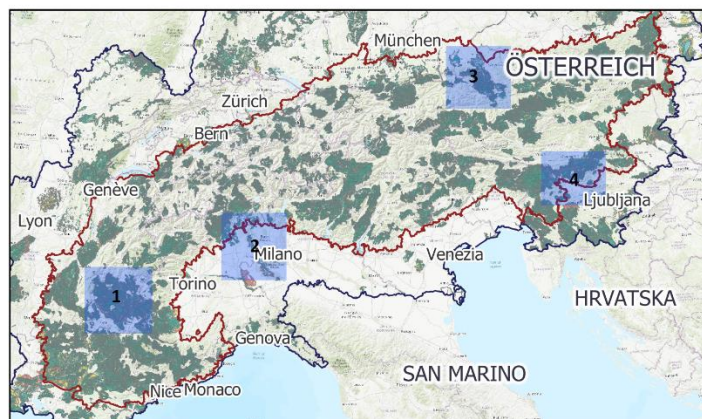 München
3
ÖSTERREICH
Zürich
Bern
4
Genève
Ljubljana
Lyon
2
Milano
Venezia
Torino
1
HRVATSKA
Genova
SAN MARINO
Nice Monaco